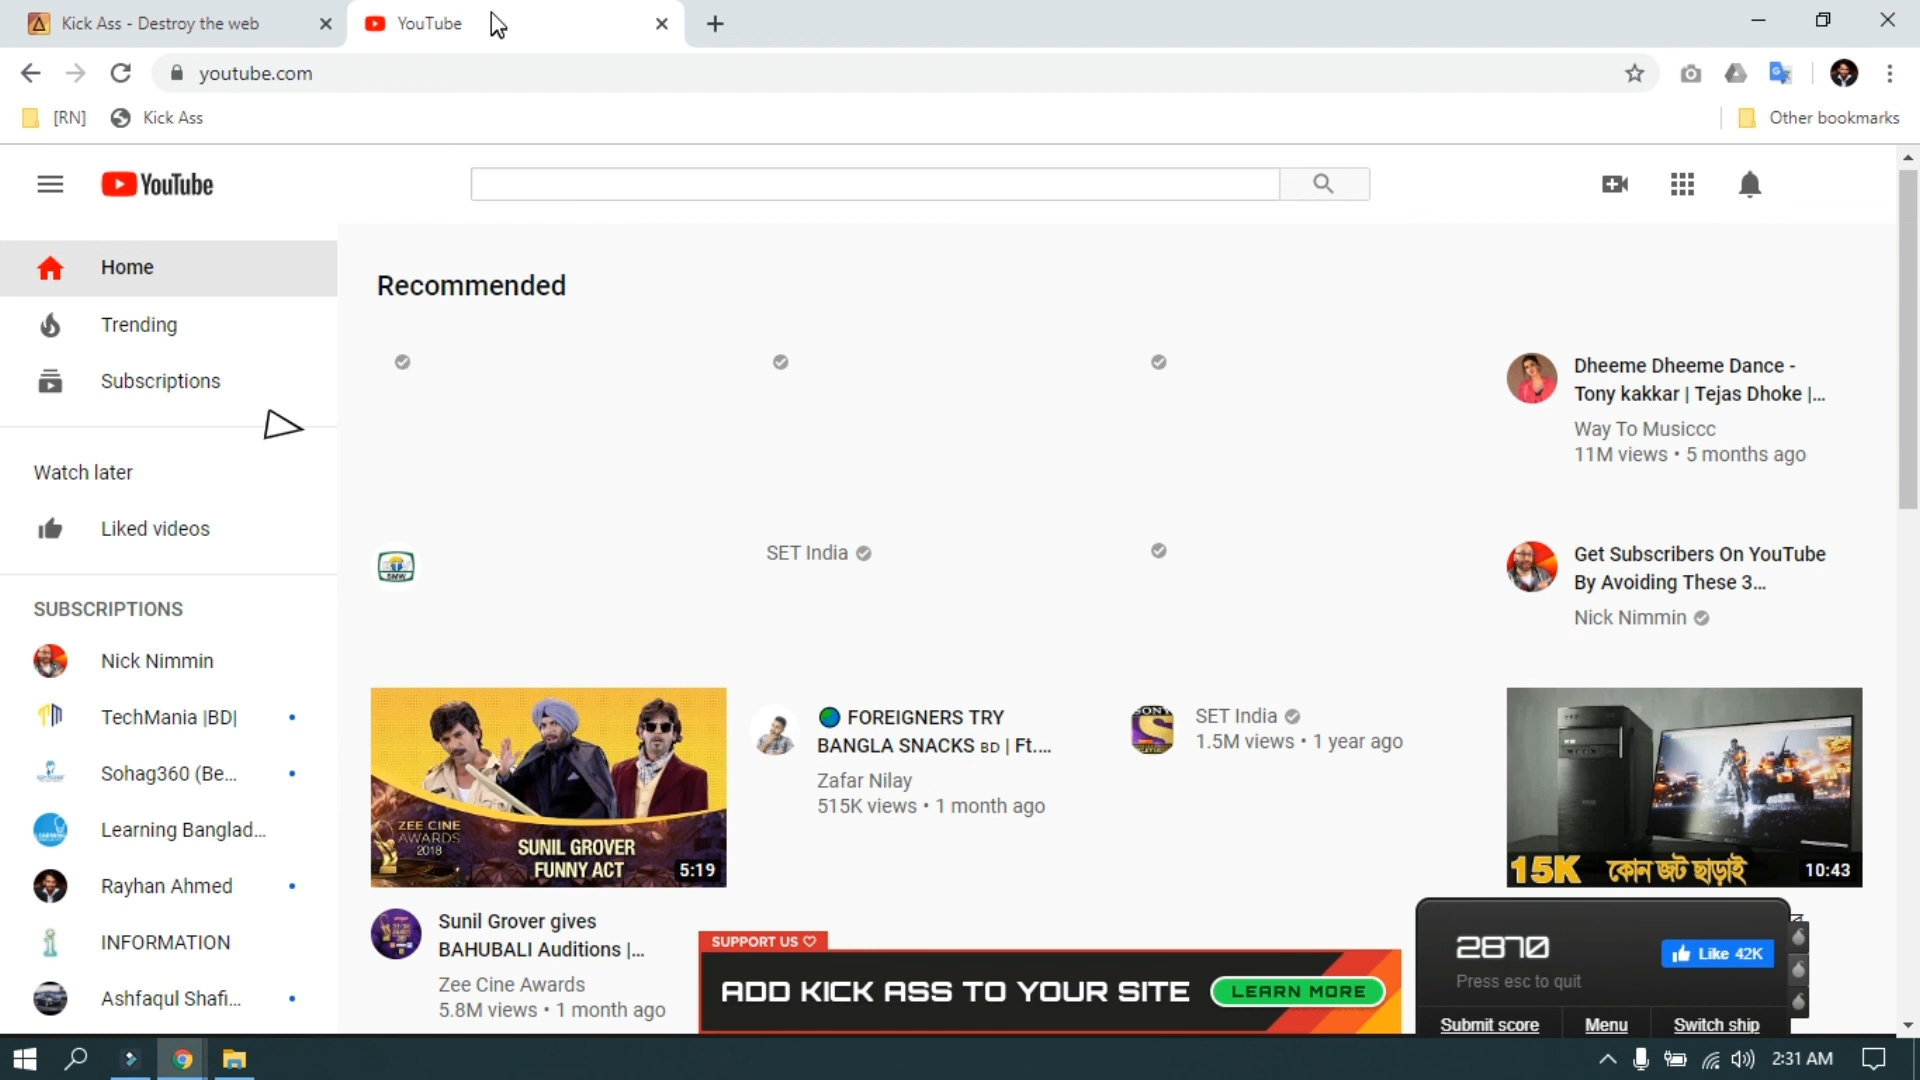 Kick Ass - Destroy the web
YouTube
youtube.com
[RN]
Kick Ass
Other bookmarks
YouTube
Home
Trending
Subscriptions
Watch later
Liked videos
SUBSCRIPTIONS
Nick Nimmin
TechMania |BD|
Sohag360 (Be...
Learning Banglad...
Rayhan Ahmed
INFORMATION
Ashfaqul Shafi...
Recommended
Dheeme Dheeme Dance -
Tony kakkar | Tejas Dhoke |...
Way To Musiccc
11M views • 5 months ago
SET India
Get Subscribers On YouTube
By Avoiding These 3...
Nick Nimmin
ZEE CINE
AWARDS
2018
SUNIL GROVER
FUNNY ACT
5:19
FOREIGNERS TRY
BANGLA SNACKS BD | Ft....
Zafar Nilay
515K views • 1 month ago
SONY
SET India
1.5M views • 1 year ago
15K কোন জট ছাড়াই
10:43
Sunil Grover gives
BAHUBALI Auditions |...
Zee Cine Awards
5.8M views • 1 month ago
SUPPORT US
ADD KICK ASS TO YOUR SITE
LEARN MORE
2870
Like 42K
Press esc to quit
Submit score
Menu
Switch ship
2:31 AM